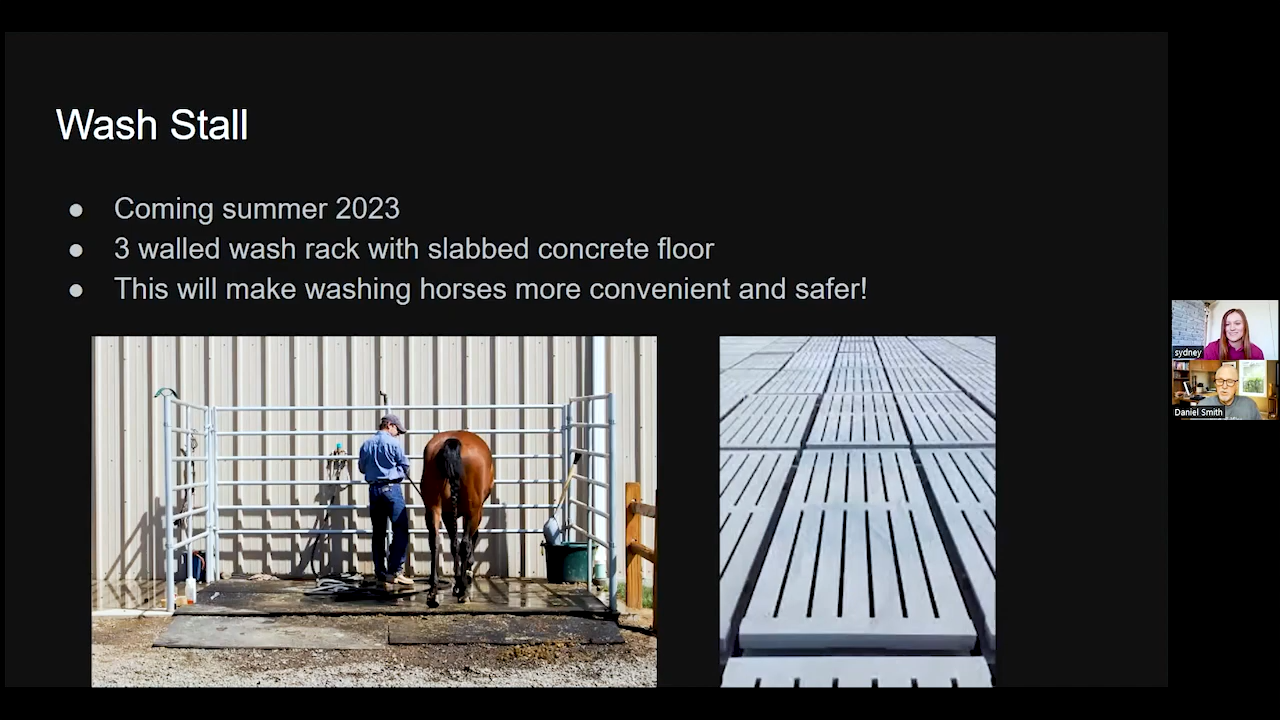 Wash Stall
● Coming summer 2023
● 3 walled wash rack with slabbed concrete floor
● This will make washing horses more convenient and safer!
sydney
Daniel Smith